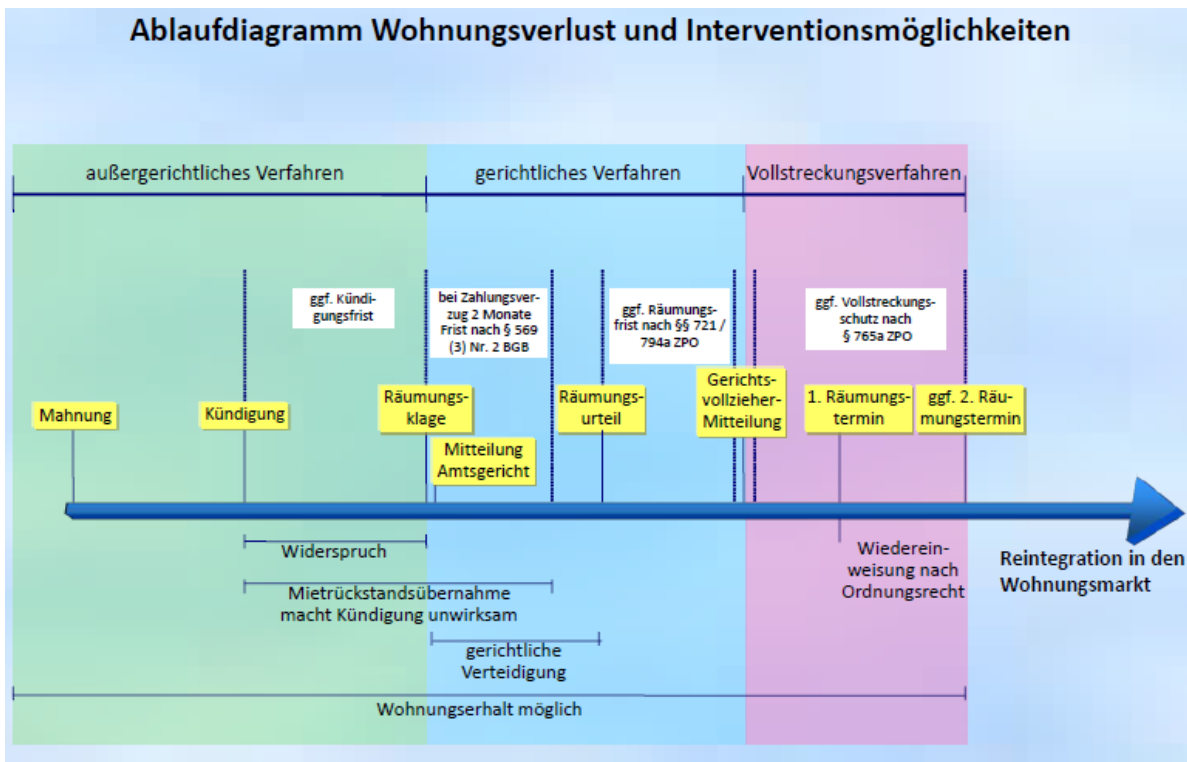 Ablaufdiagramm Wohnungsverlust und Interventionsmöglichkeiten
außergerichtliches Verfahren
gerichtliches Verfahren
Vollstreckungsverfahren
ggf. Kündi-
gungsfrist
bei Zahlungsver-
zug 2 Monate
Frist nach § 569
(3) Nr. 2 BGB
ggf. Räumungs-
frist nach §§ 721 /
794a ZPO
ggf. Vollstreckungs-
schutz nach
§ 765a ZPO
Mahnung
Kündigung
Räumungs-
klage
Mitteilung
Amtsgericht
Räumungs-
urteil
Gerichts-
vollzieher-
Mitteilung
1. Räumungs-
termin
ggf. 2. Räu-
mungstermin
Widerspruch
Mietrückstandsübernahme
macht Kündigung unwirksam
gerichtliche
Verteidigung
Wiederein-
weisung nach
Ordnungsrecht
Reintegration in den
Wohnungsmarkt
Wohnungserhalt möglich